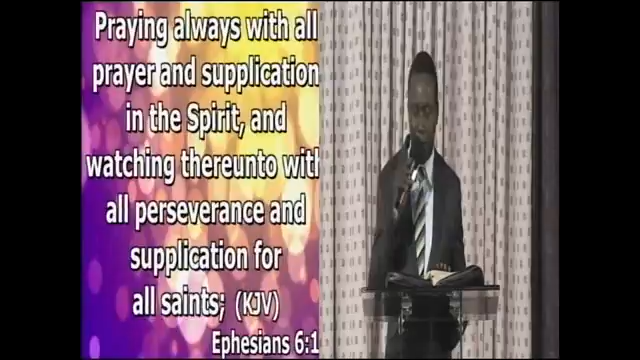 Praying always with all
prayer and supplication
in the Spirit, and
watching thereunto with
all perseverance and
supplication for
all saints; (KJV)
Ephesians 6:1